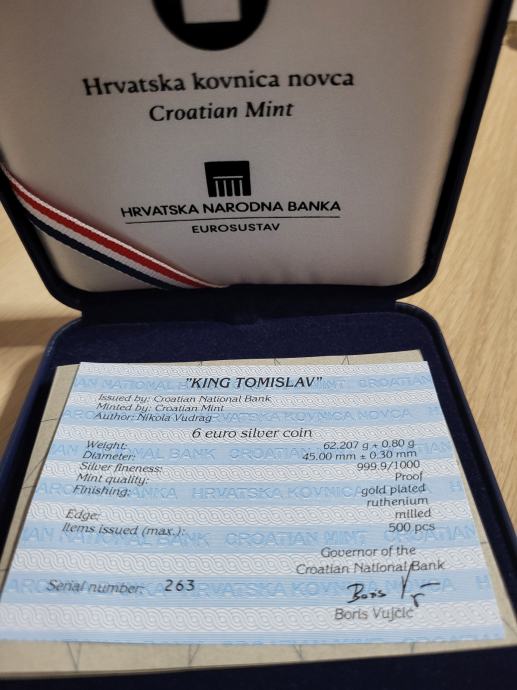 Hrvatska kovnica novca
Croatian Mint
HRVATSKA NARODNA BANKA
EUROSUSTAV
"KING TOMISLAV"
Issued by: Croatian National Bank
Minted by: Croatian Mint
Author: Nikola Vudrag
6 euro silver coin
Weight: 62.207 g + 0.80 g
Diameter: 45.00 mm ± 0.30 mm
Silver fineness: 999.9/1000
Mint quality: Proof
Finishing: gold plated
ruthenium
Edge: milled
Items issued (max.): 500 pcs
Governor of the
Croatian National Bank
Serial number: 263
Boris
Boris Vujčić